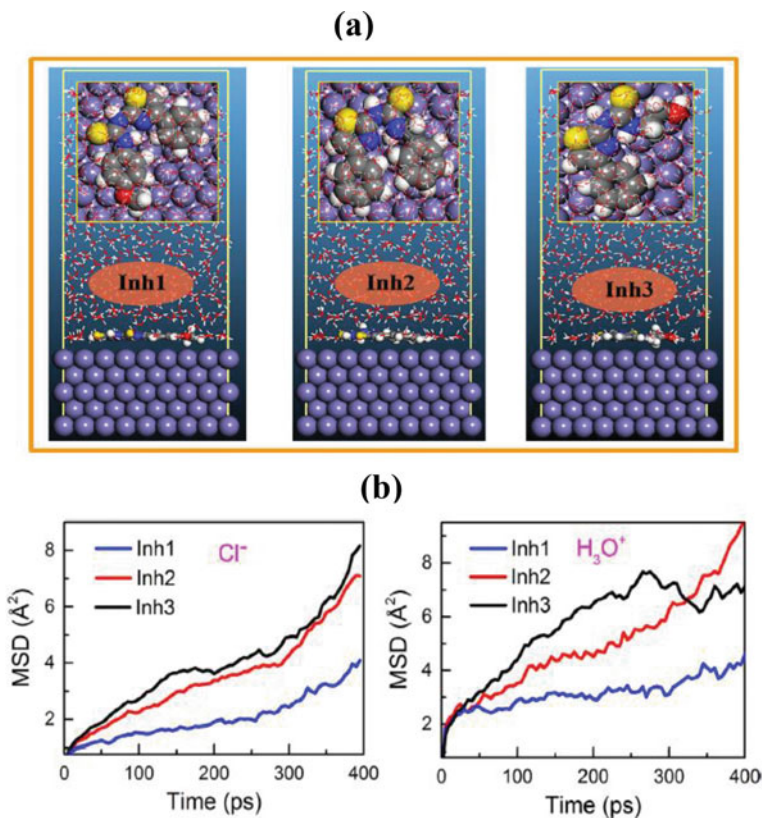 (a)
Inh1
Inh2
Inh3
(b)
MSD (Å²)
8
6
4
2
Inh1
Inh2
Inh3
Cl⁻
0
100
200
300
400
Time (ps)
MSD (Å²)
8
6
4
2
Inh1
Inh2
Inh3
H₃O⁺
0
100
200
300
400
Time (ps)